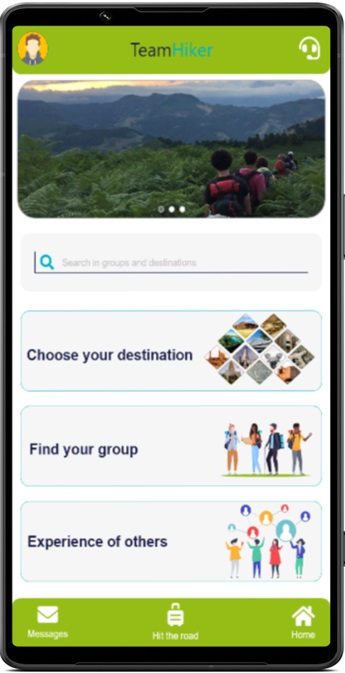 TeamHiker
Search in groups and destinations
Choose your destination
Find your group
Experience of others
Messages
Hit the road
Home